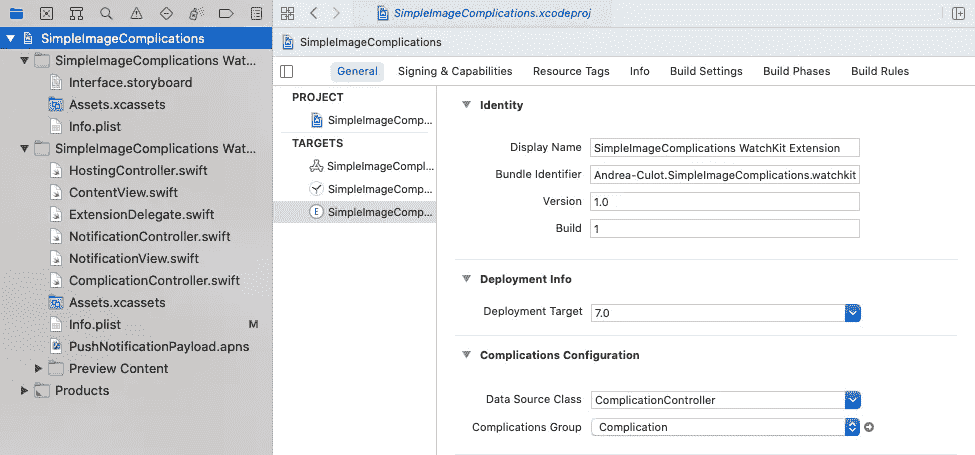 SimpleImageComplications.xcodeproj
SimpleImageComplications
SimpleImageComplications Wat...
Interface.storyboard
Assets.xcassets
Info.plist
SimpleImageComplications Wat...
HostingController.swift
ContentView.swift
ExtensionDelegate.swift
NotificationController.swift
NotificationView.swift
ComplicationController.swift
Assets.xcassets
Info.plist M
PushNotificationPayload.apns
Preview Content
Products
SimpleImageComplications
General Signing & Capabilities Resource Tags Info Build Settings Build Phases Build Rules
PROJECT
SimpleImageComp...
TARGETS
SimpleImageCompl...
SimpleImageComp...
E SimpleImageComp...
Identity
Display Name SimpleImageComplications WatchKit Extension
Bundle Identifier Andrea-Culot.SimpleImageComplications.watchkit
Version 1.0
Build 1
Deployment Info
Deployment Target 7.0
Complications Configuration
Data Source Class ComplicationController
Complications Group Complication